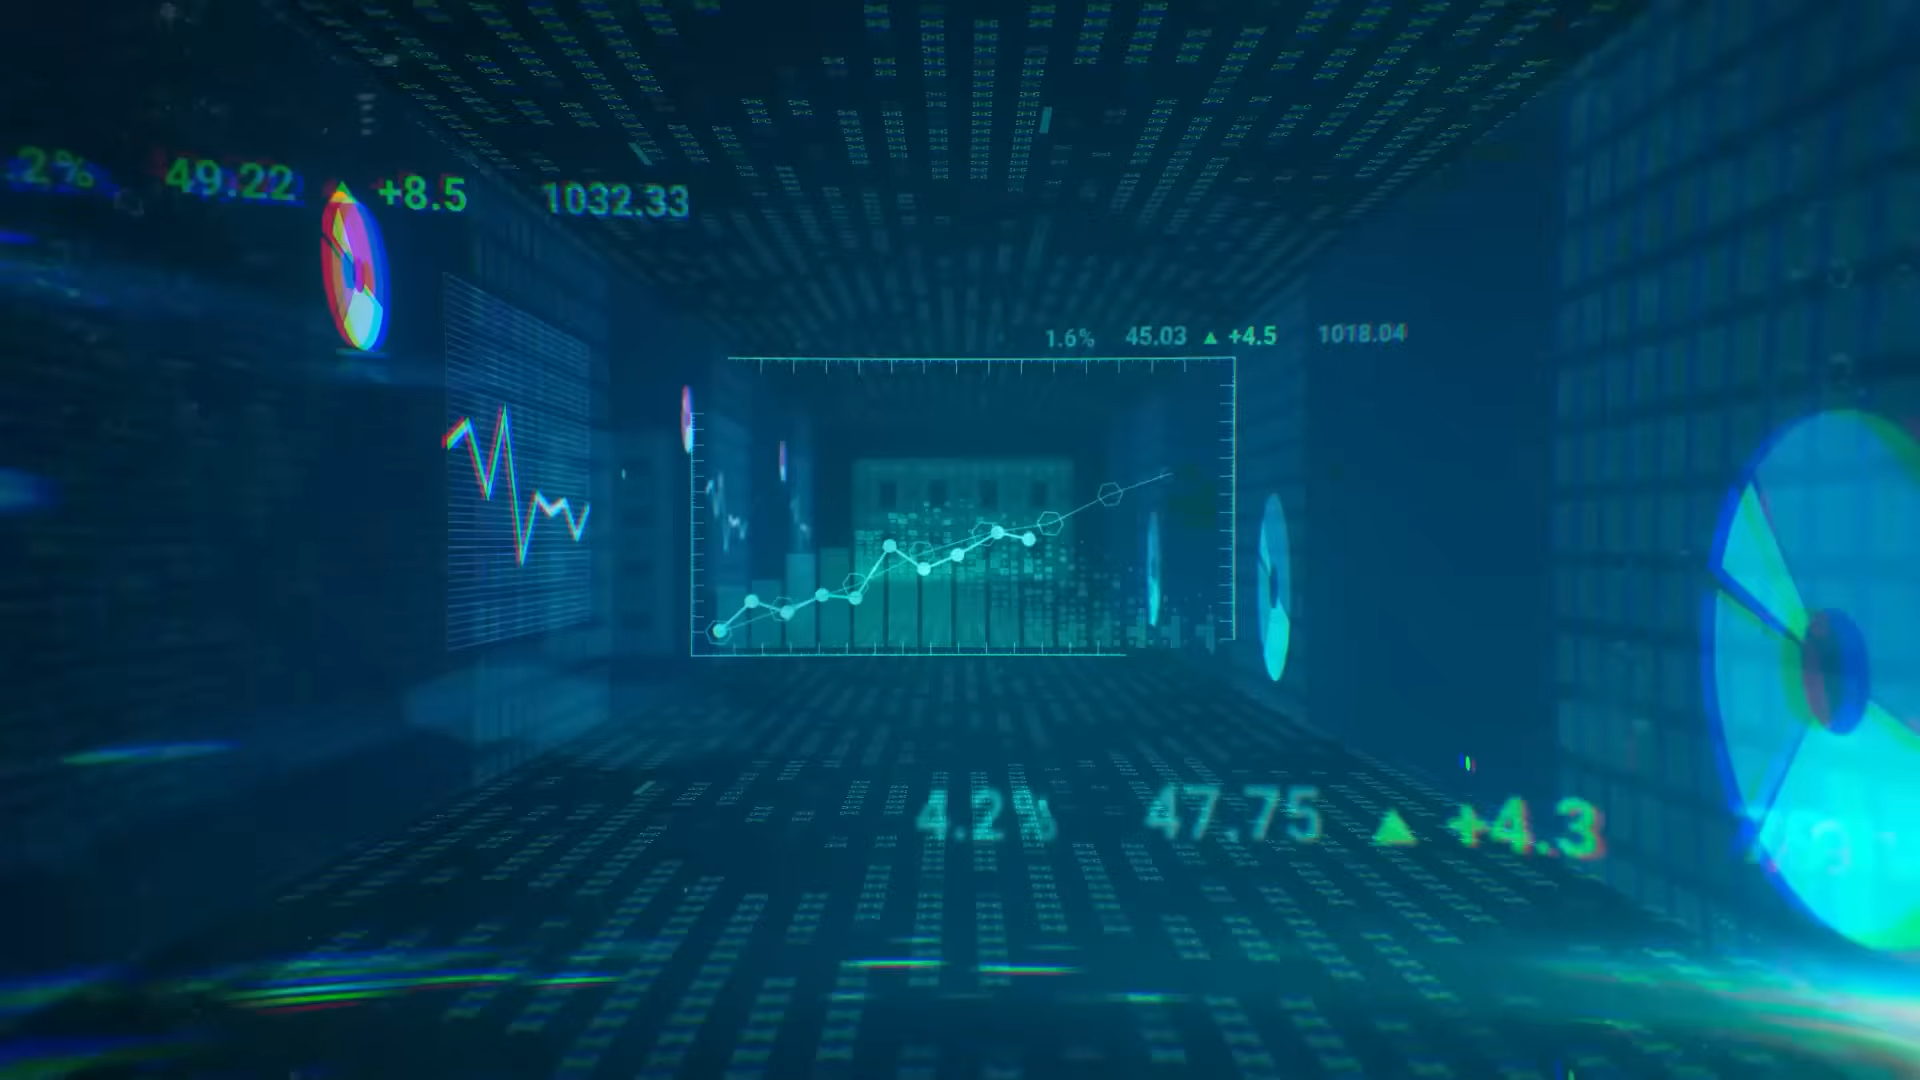 2% 49.22 ▲ +8.5 1032.33
1.6% 45.03 ▲ +4.5 1018.04
4.2% 47.75 ▲ +4.3